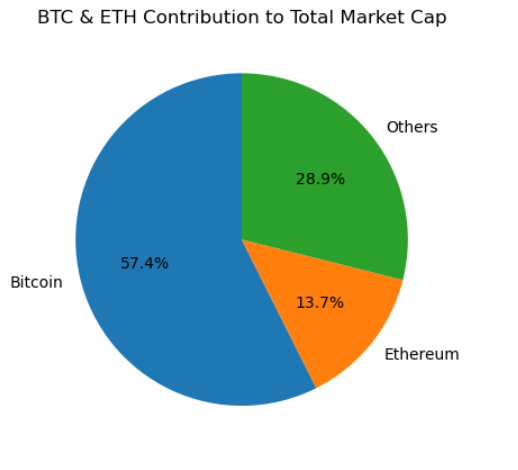 BTC & ETH Contribution to Total Market Cap
Others
28.9%
57.4%
Bitcoin
13.7%
Ethereum